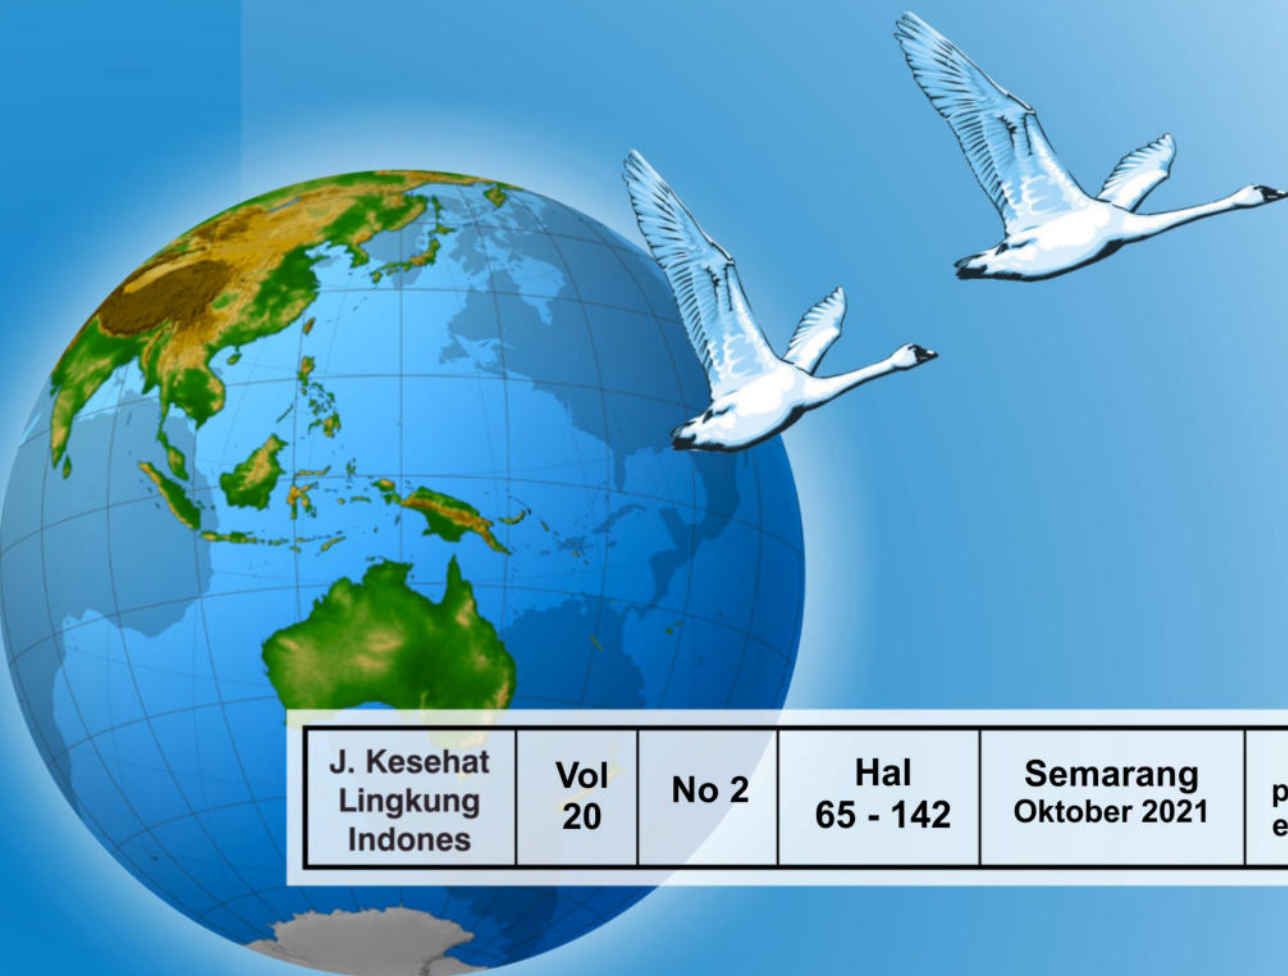 J. Kesehat
Lingkung
Indones
Vol
20
No 2
Hal
65 - 142
Semarang
Oktober 2021
p
e